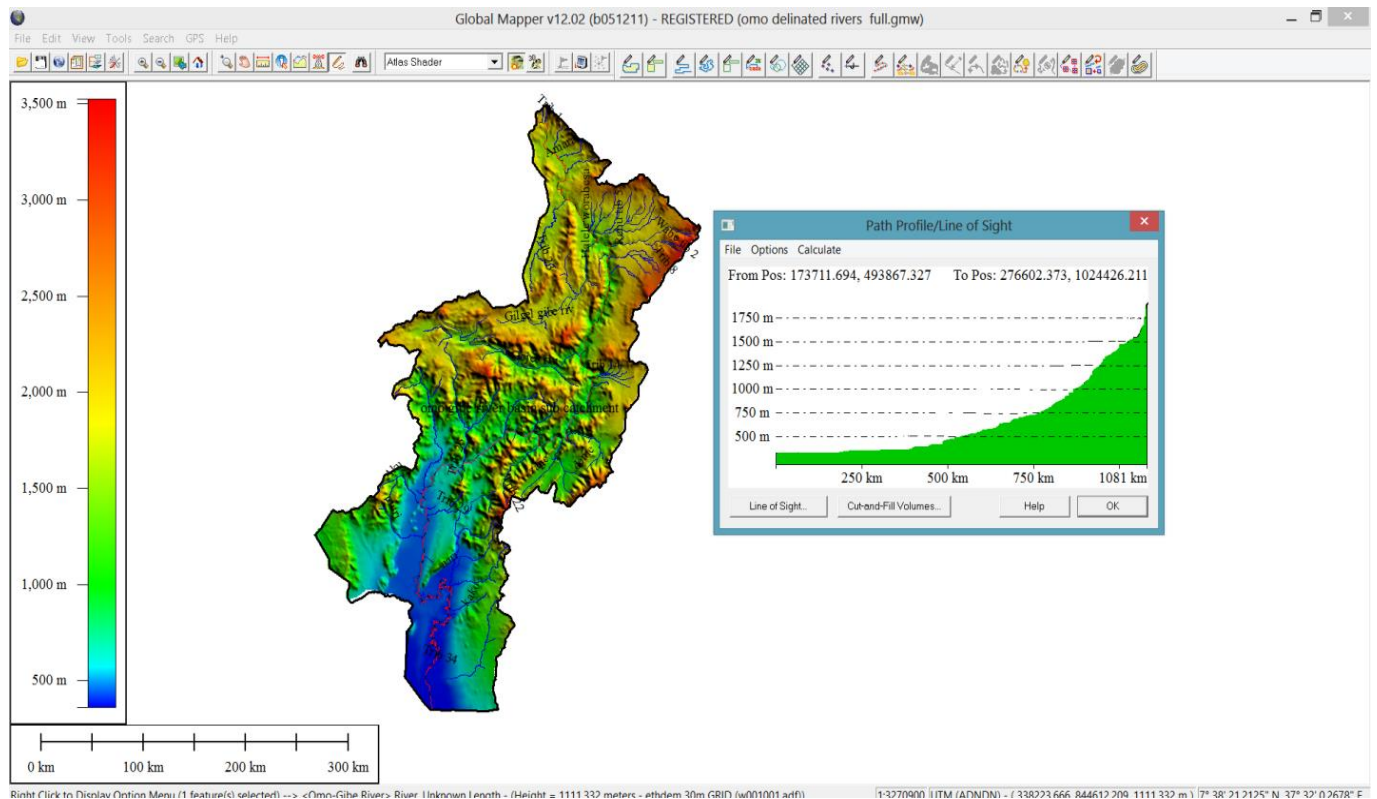 Global Mapper v12.02 (b051211) - REGISTERED (omo delinated rivers full.gmw)
File Edit View Tools Search GPS Help
Atlas Shader
3,500 m
3,000 m
2,500 m
2,000 m
1,500 m
1,000 m
500 m
Gilgel gibe riv
omo-gibe river basin sub catchment
Path Profile/Line of Sight
File Options Calculate
From Pos: 173711.694, 493867.327 To Pos: 276602.373, 1024426.211
1750 m
1500 m
1250 m
1000 m
750 m
500 m
250 km 500 km 750 km 1081 km
Line of Sight... Cut-and-Fill Volumes... Help OK
0 km 100 km 200 km 300 km
Right Click to Display Option Menu (1 feature(s) selected) --> <Omo-Gibe River> River, Unknown Length - (Height = 1111.332 meters - ethdem 30m GRID (w001001.adf))
1:3270900 UTM (ADNDN) - ( 338223.666, 844612.209, 1111.332 m ) 7° 38' 21.2125" N, 37° 32' 0.2678" E